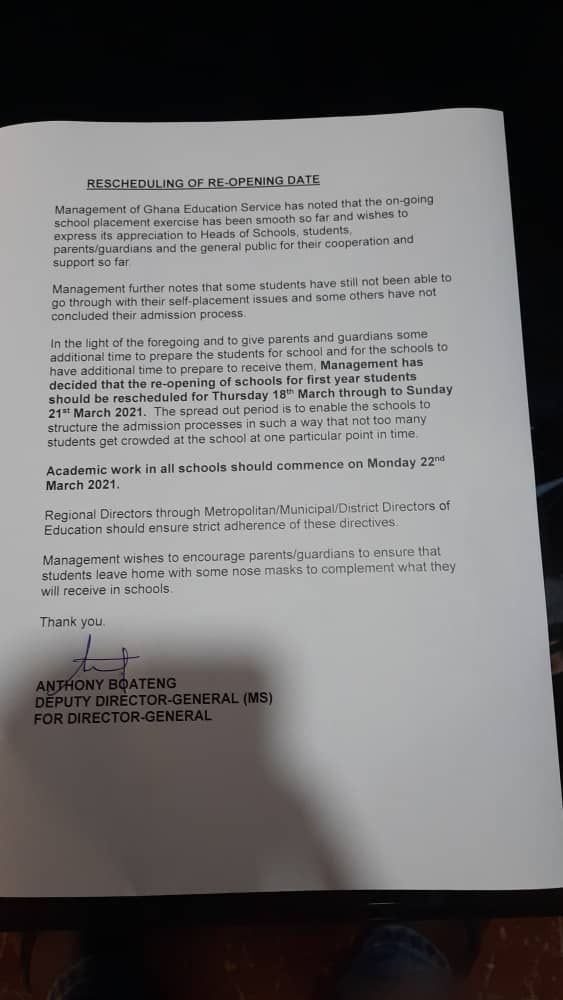 RESCHEDULING OF RE-OPENING DATE
Management of Ghana Education Service has noted that the on-going
school placement exercise has been smooth so far and wishes to
express its appreciation to Heads of Schools, students,
parents/guardians and the general public for their cooperation and
support so far.
Management further notes that some students have still not been able to
go through with their self-placement issues and some others have not
concluded their admission process.
In the light of the foregoing and to give parents and guardians some
additional time to prepare the students for school and for the schools to
have additional time to prepare to receive them, Management has
decided that the re-opening of schools for first year students
should be rescheduled for Thursday 18th March through to Sunday
21st March 2021. The spread out period is to enable the schools to
structure the admission processes in such a way that not too many
students get crowded at the school at one particular point in time.
Academic work in all schools should commence on Monday 22nd
March 2021.
Regional Directors through Metropolitan/Municipal/District Directors of
Education should ensure strict adherence of these directives.
Management wishes to encourage parents/guardians to ensure that
students leave home with some nose masks to complement what they
will receive in schools.
Thank you.
ANTHONY BOATENG
DEPUTY DIRECTOR-GENERAL (MS)
FOR DIRECTOR-GENERAL